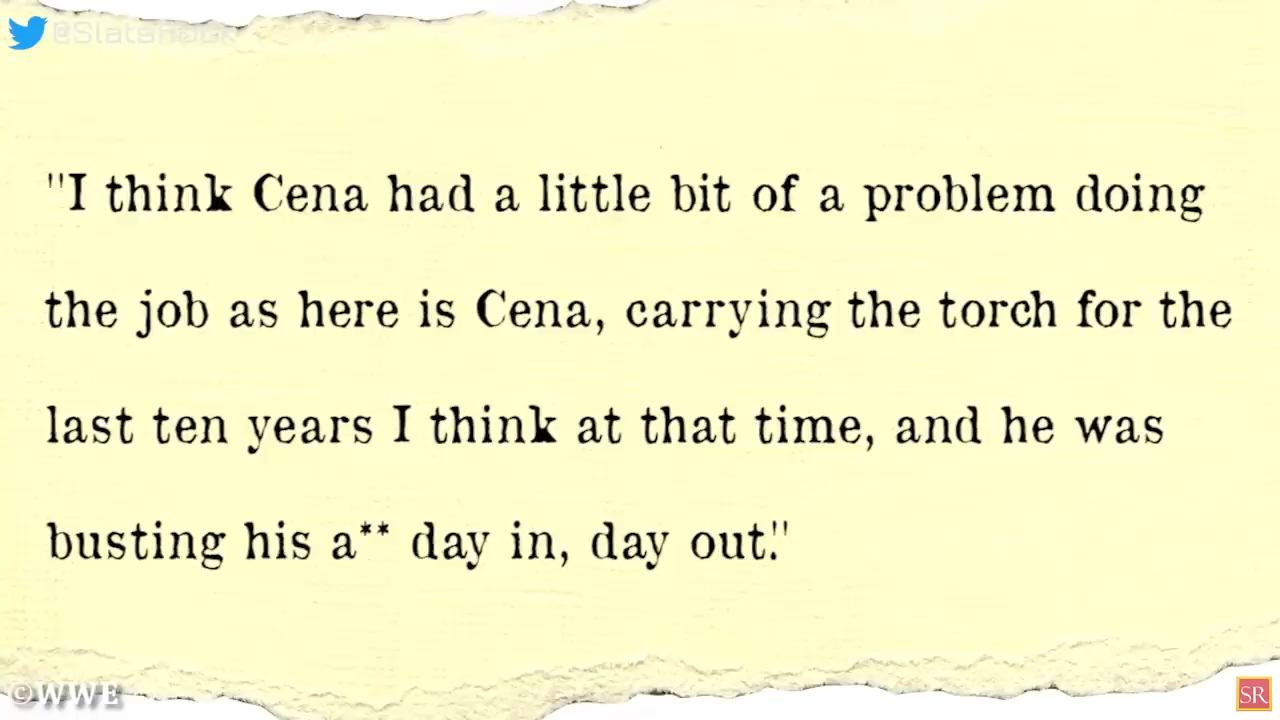 "I think Cena had a little bit of a problem doing
the job as here is Cena, carrying the torch for the
last ten years I think at that time, and he was
busting his a** day in, day out."
©WWE
SR